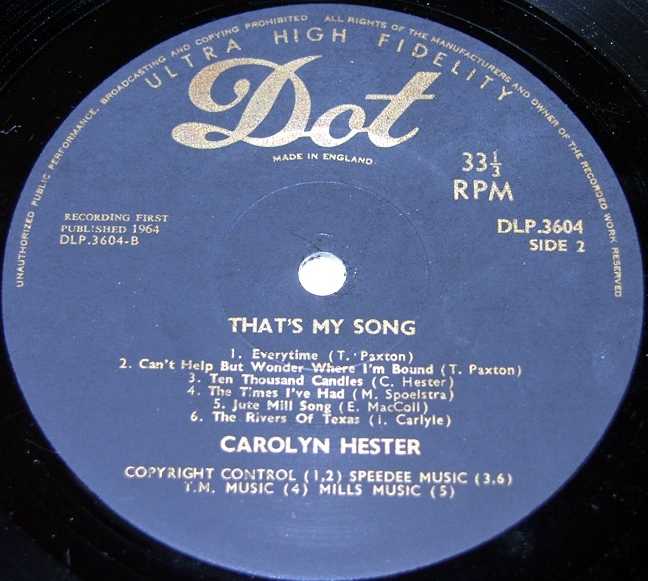 UNAUTHORIZED PUBLIC PERFORMANCE, BROADCASTING AND COPYING PROHIBITED ALL RIGHTS OF THE MANUFACTURERS AND OWNER OF THE RECORDED WORK RESERVED
ULTRA HIGH FIDELITY
Dot
MADE IN ENGLAND.
33 1/3
RPM
RECORDING FIRST
PUBLISHED 1964
DLP.3604-B
DLP.3604
SIDE 2
THAT'S MY SONG
1. Everytime (T. Paxton)
2. Can't Help But Wonder Where I'm Bound (T. Paxton)
3. Ten Thousand Candles (C. Hester)
4. The Times I've Had (M. Spoelstra)
5. Jute Mill Song (E. MacColl)
6. The Rivers Of Texas (I. Carlyle)
CAROLYN HESTER
COPYRIGHT CONTROL (1,2) SPEEDEE MUSIC (3,6)
T.M. MUSIC (4) MILLS MUSIC (5)